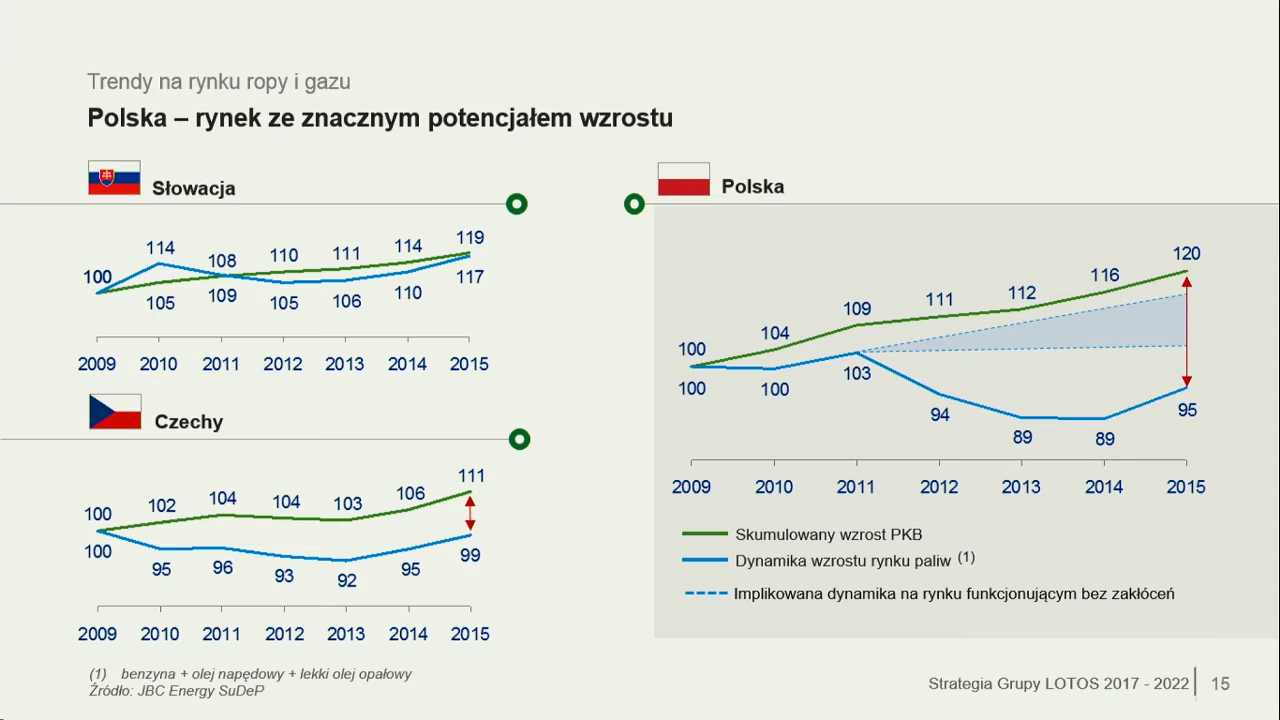 Trendy na rynku ropy i gazu
Polska – rynek ze znacznym potencjałem wzrostu
Słowacja
114 108 110 111 114 119
100
105 109 105 106 110 117
2009 2010 2011 2012 2013 2014 2015
Czechy
100 102 104 104 103 106 111
100 95 96 93 92 95 99
2009 2010 2011 2012 2013 2014 2015
Polska
100 104 109 111 112 116 120
100 100 103 94 89 89 95
2009 2010 2011 2012 2013 2014 2015
Skumulowany wzrost PKB
Dynamika wzrostu rynku paliw (1)
Implikowana dynamika na rynku funkcjonującym bez zakłóceń
(1) benzyna + olej napędowy + lekki olej opałowy
Źródło: JBC Energy SuDeP
Strategia Grupy LOTOS 2017 - 2022 15